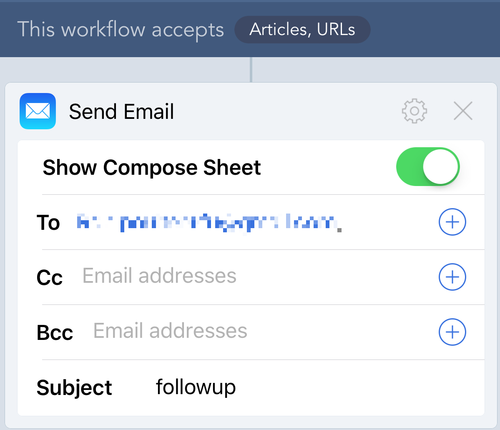 This workflow accepts Articles, URLs
Send Email
Show Compose Sheet
To
Cc Email addresses
Bcc Email addresses
Subject followup